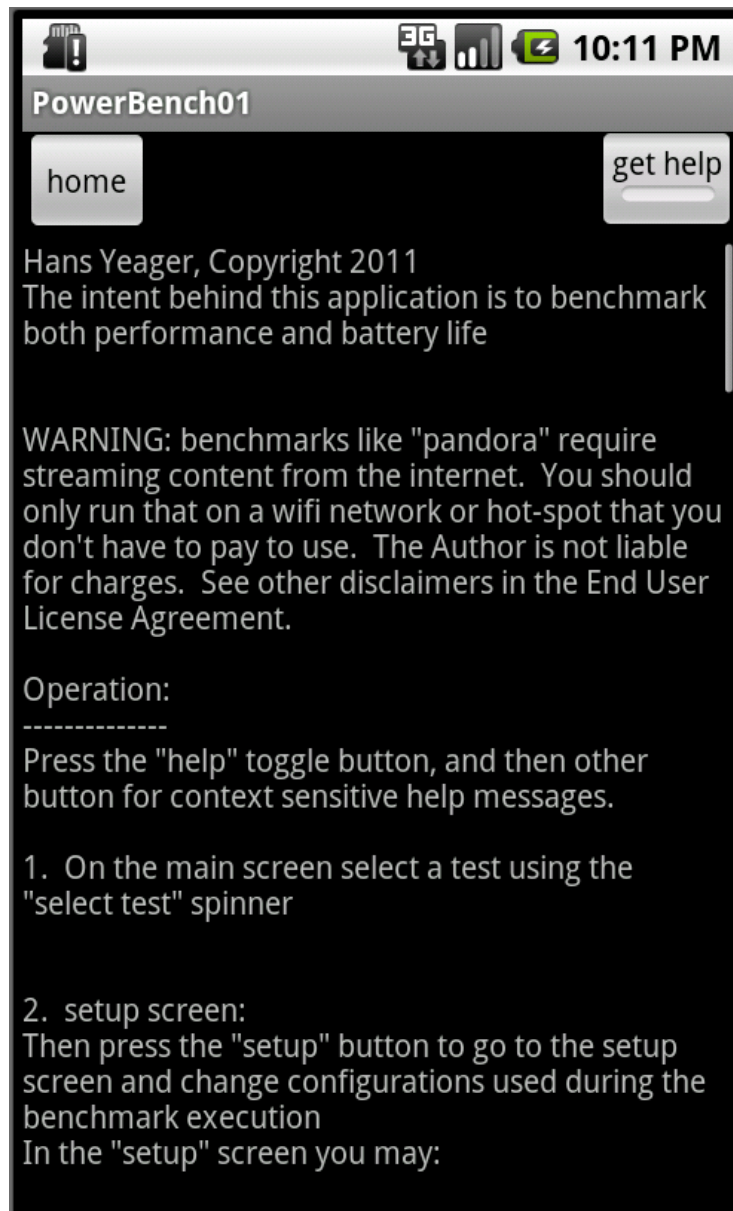 3G 10:11 PM
PowerBench01
home get help
Hans Yeager, Copyright 2011
The intent behind this application is to benchmark
both performance and battery life
WARNING: benchmarks like "pandora" require
streaming content from the internet.  You should
only run that on a wifi network or hot-spot that you
don't have to pay to use.  The Author is not liable
for charges.  See other disclaimers in the End User
License Agreement.
Operation:
--------------
Press the "help" toggle button, and then other
button for context sensitive help messages.
1.  On the main screen select a test using the
"select test" spinner
2.  setup screen:
Then press the "setup" button to go to the setup
screen and change configurations used during the
benchmark execution
In the "setup" screen you may: